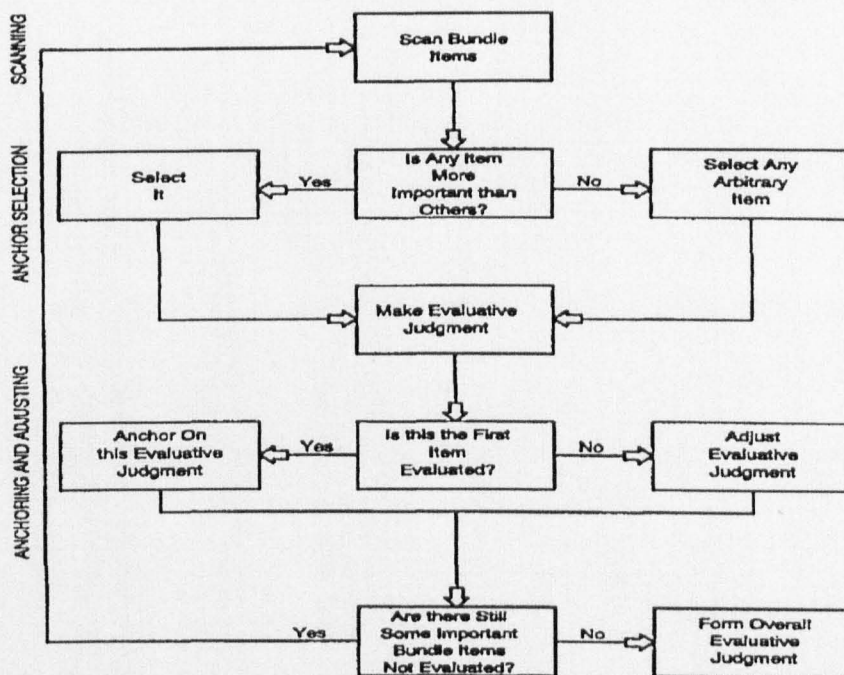 SCANNING
Scan Bundle
Items
ANCHOR SELECTION
Select
It
Yes
Is Any Item
More
Important than
Others?
No
Select Any
Arbitrary
Item
Make Evaluative
Judgment
ANCHORING AND ADJUSTING
Anchor On
this Evaluative
Judgment
Yes
Is this the First
Item
Evaluated?
No
Adjust
Evaluative
Judgment
Yes
Are there Still
Some Important
Bundle Items
Not Evaluated?
No
Form Overall
Evaluative
Judgment